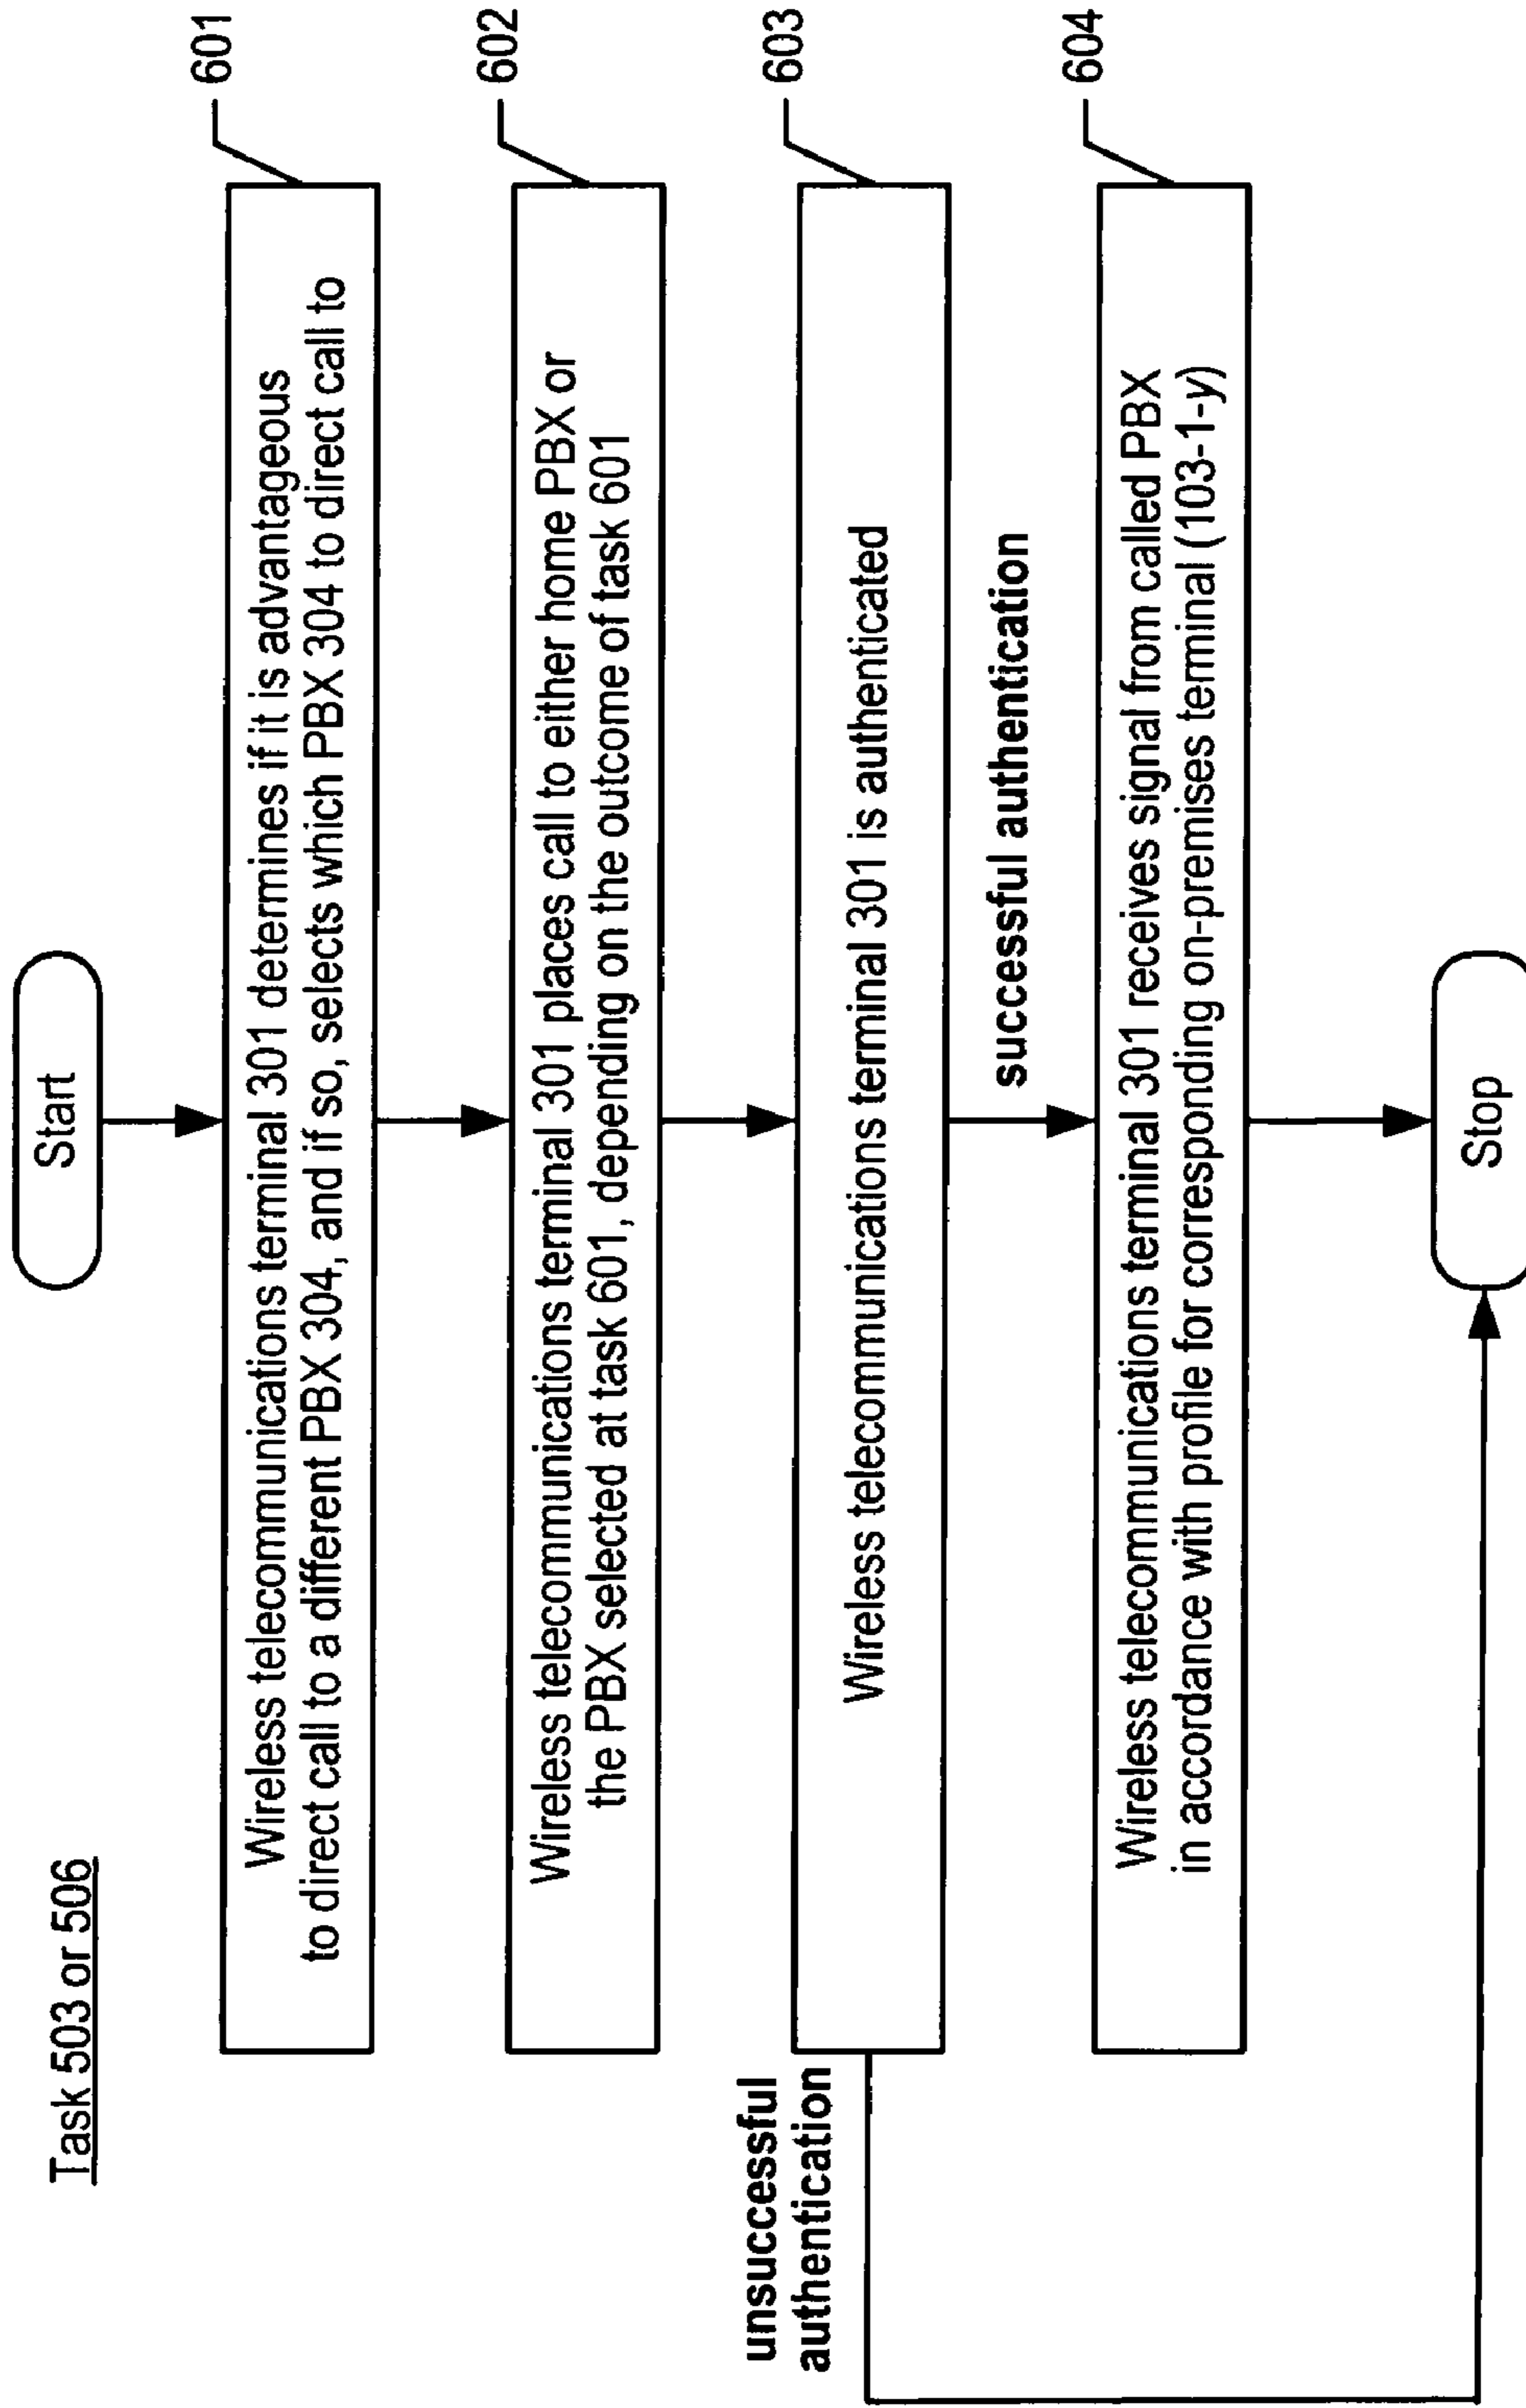 Task 503 or 506
Start
Wireless telecommunications terminal 301 determines if it is advantageous
to direct call to a different PBX 304, and if so, selects which PBX 304 to direct call to
601
Wireless telecommunications terminal 301 places call to either home PBX or
the PBX selected at task 601, depending on the outcome of task 601
602
unsuccessful
authentication
Wireless telecommunications terminal 301 is authenticated
603
successful authentication
Wireless telecommunications terminal 301 receives signal from called PBX
in accordance with profile for corresponding on-premises terminal (103-1-y)
604
Stop